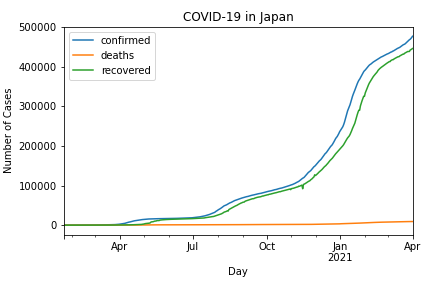 COVID-19 in Japan
confirmed
deaths
recovered
500000
400000
300000
200000
100000
0
Number of Cases
Apr
Jul
Oct
Jan
2021
Apr
Day